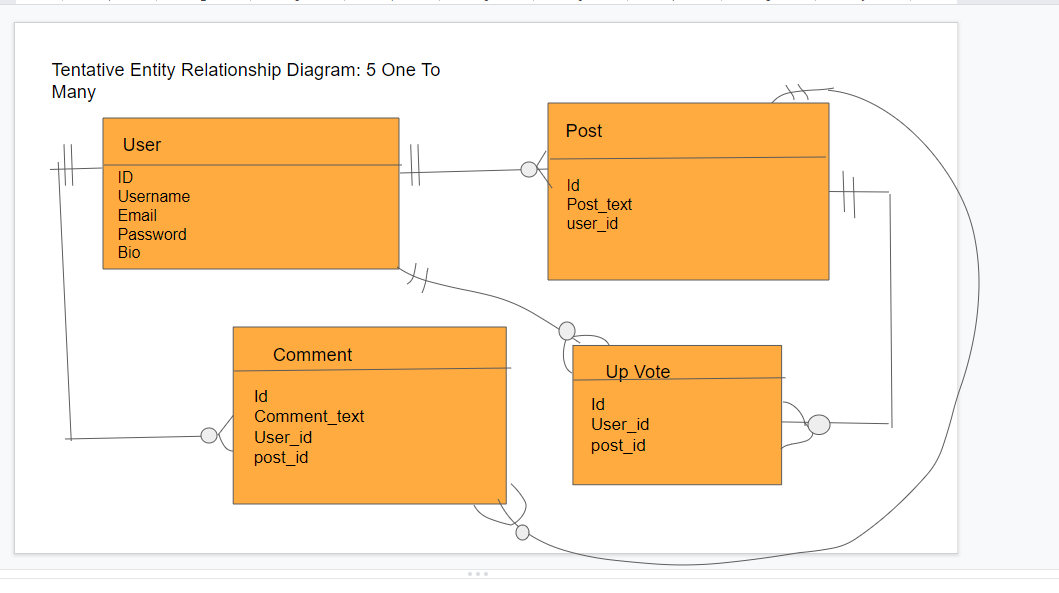 Tentative Entity Relationship Diagram: 5 One To
Many
User
ID
Username
Email
Password
Bio
Post
Id
Post_text
user_id
Comment
Id
Comment_text
User_id
post_id
Up Vote
Id
User_id
post_id